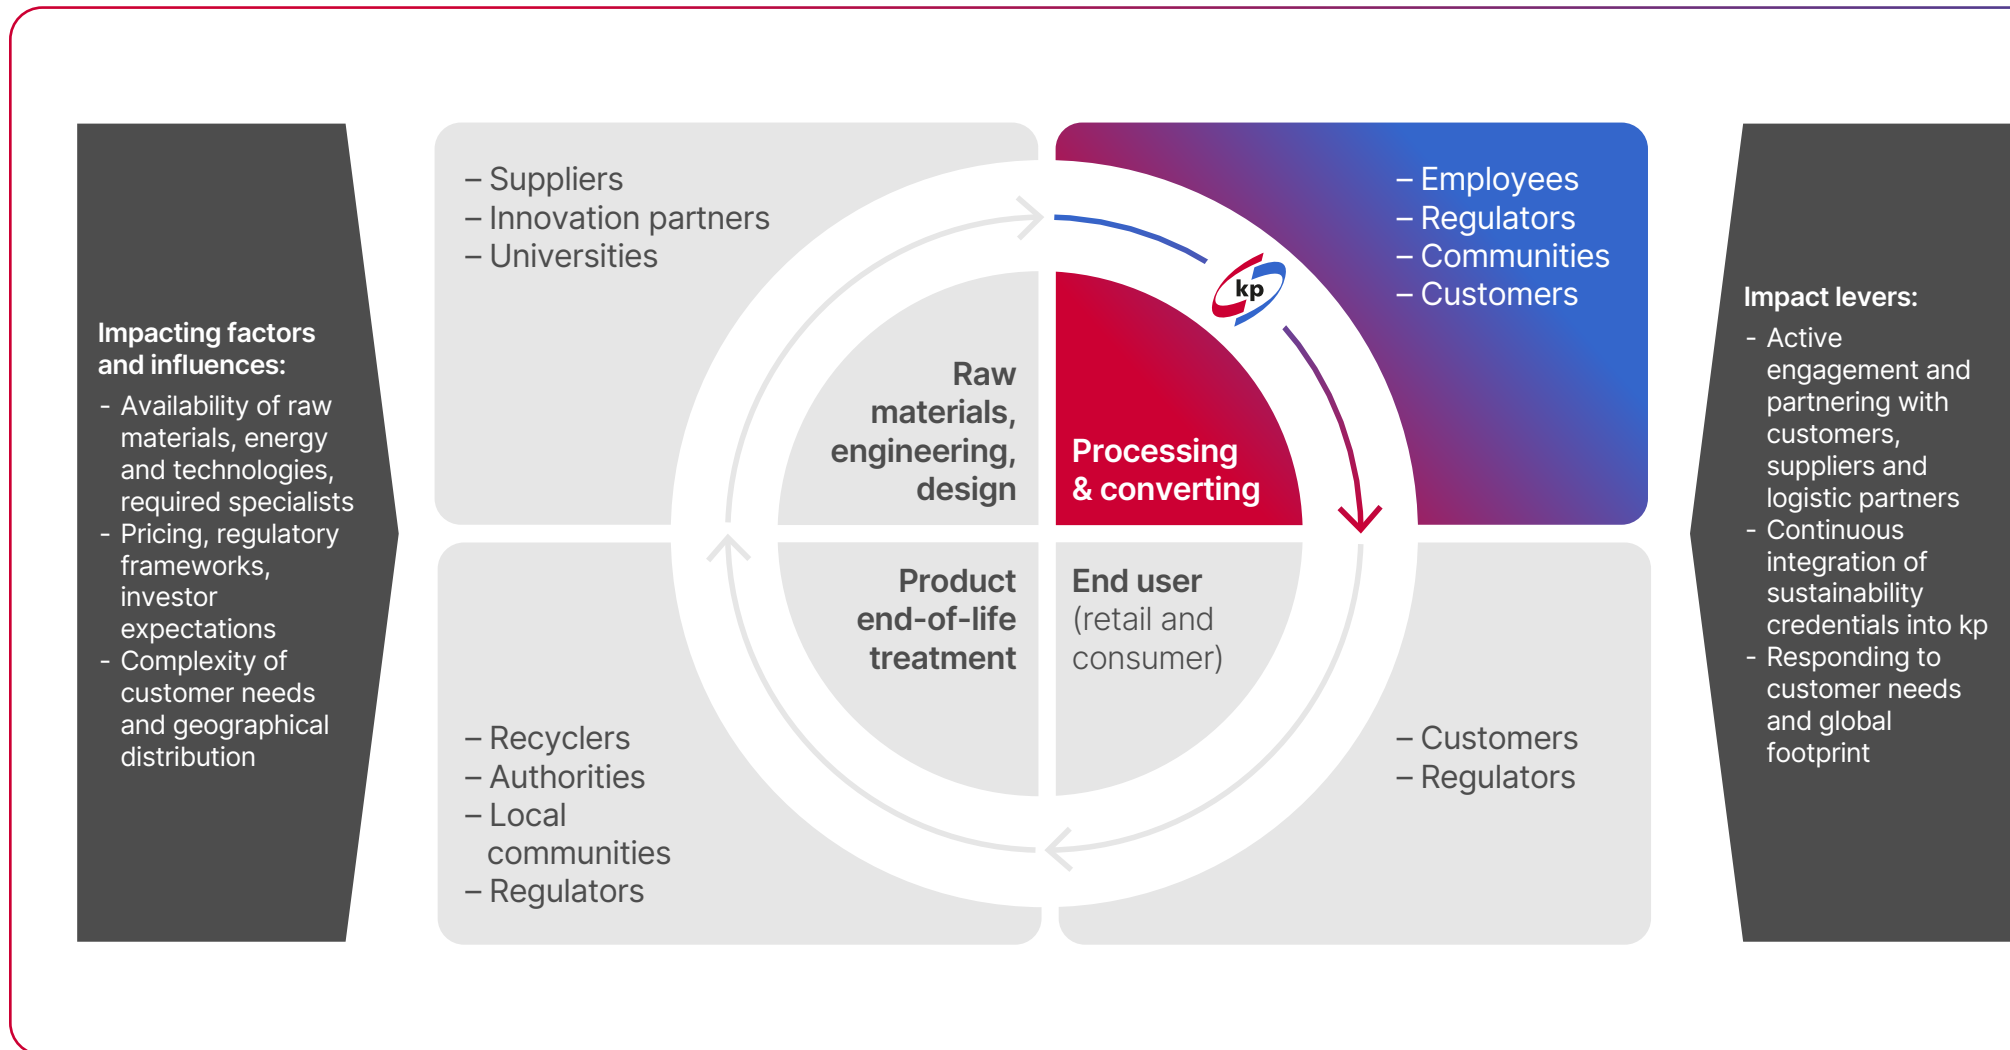 Impacting factors
and influences:
- Availability of raw
materials, energy
and technologies,
required specialists
- Pricing, regulatory
frameworks,
investor
expectations
- Complexity of
customer needs
and geographical
distribution
– Suppliers
– Innovation partners
– Universities
Raw
materials,
engineering,
design
kp
Processing
& converting
– Employees
– Regulators
– Communities
– Customers
Product
end-of-life
treatment
– Recyclers
– Authorities
– Local
communities
– Regulators
End user
(retail and
consumer)
– Customers
– Regulators
Impact levers:
- Active
engagement and
partnering with
customers,
suppliers and
logistic partners
- Continuous
integration of
sustainability
credentials into kp
- Responding to
customer needs
and global
footprint